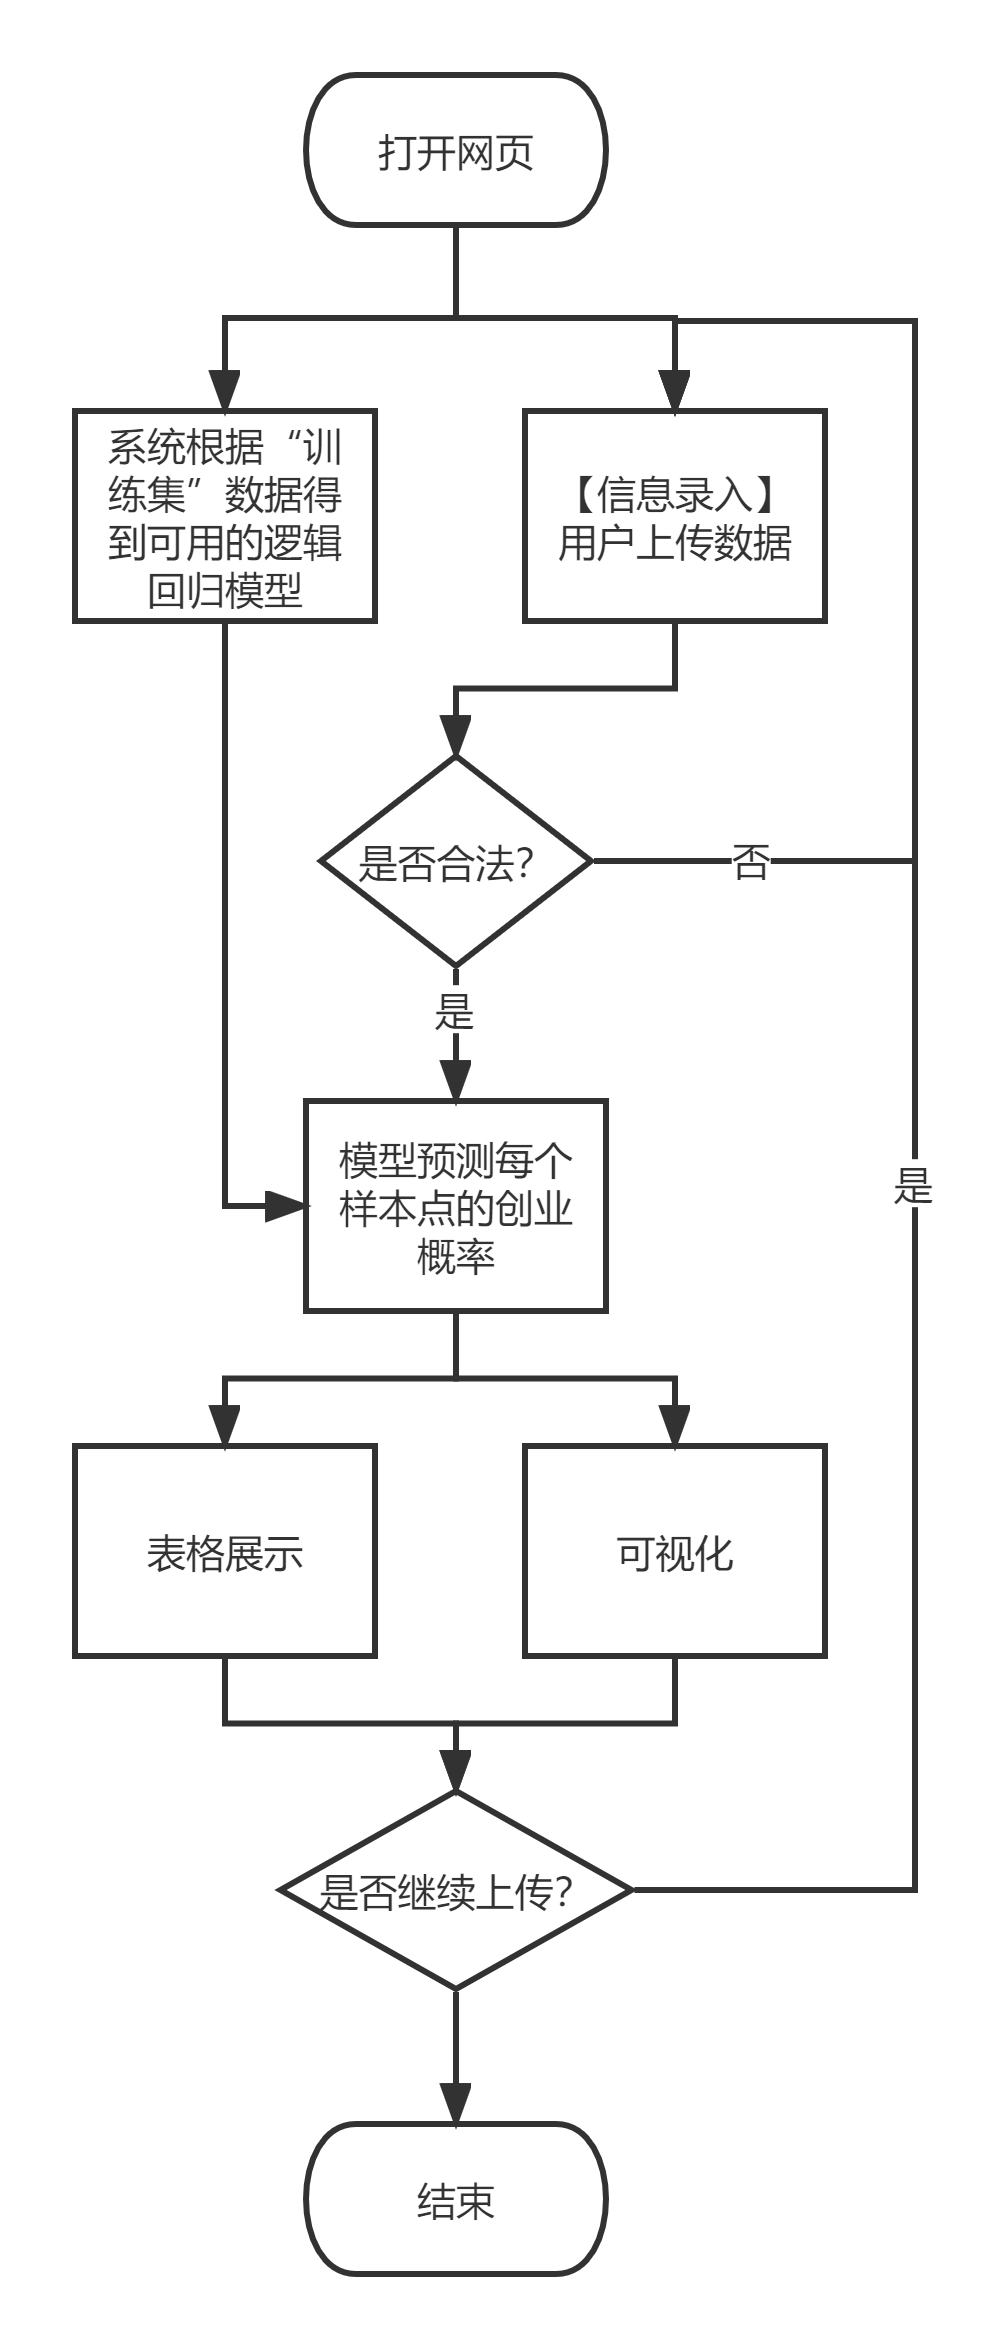 打开网页
系统根据“训
练集”数据得
到可用的逻辑
回归模型
【信息录入】
用户上传数据
是否合法？
否
是
模型预测每个
样本点的创业
概率
是
表格展示
可视化
是否继续上传？
结束